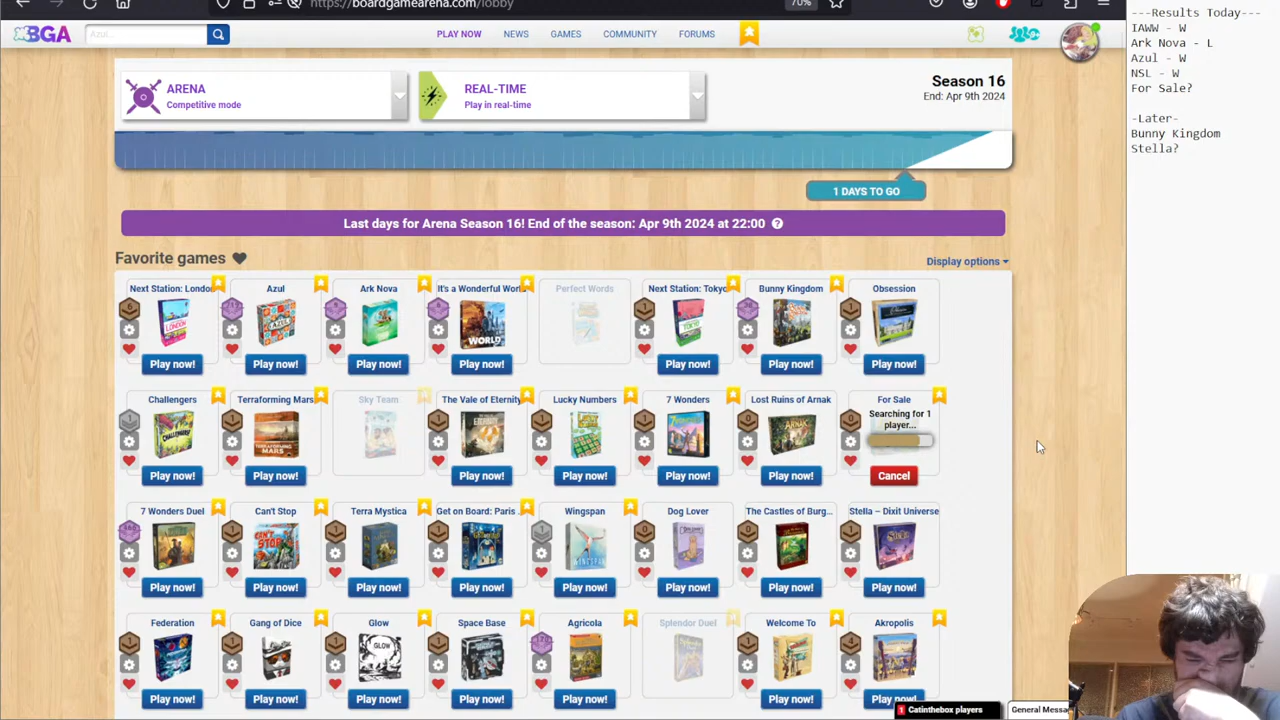 https://boardgamearena.com/lobby
70%
BGA
Azul...
PLAY NOW
NEWS
GAMES
COMMUNITY
FORUMS
ARENA
Competitive mode
REAL-TIME
Play in real-time
Season 16
End: Apr 9th 2024
1 DAYS TO GO
Last days for Arena Season 16! End of the season: Apr 9th 2024 at 22:00
Favorite games
Display options
Next Station: London
Azul
Ark Nova
It's a Wonderful World
Perfect Words
Next Station: Tokyo
Bunny Kingdom
Obsession
6
1
WORLD
Play now!
Play now!
Play now!
Play now!
Play now!
Play now!
Play now!
Challengers
Terraforming Mars
Sky Team
The Vale of Eternity
Lucky Numbers
7 Wonders
Lost Ruins of Arnak
For Sale
Searching for 1
player...
Play now!
Play now!
Play now!
Play now!
Play now!
Play now!
Cancel
7 Wonders Duel
Can't Stop
Terra Mystica
Get on Board: Paris ...
Wingspan
Dog Lover
The Castles of Burg...
Stella – Dixit Universe
Play now!
Play now!
Play now!
Play now!
Play now!
Play now!
Play now!
Play now!
Federation
Gang of Dice
Glow
Space Base
Agricola
Splendor Duel
Welcome To
Akropolis
GLOW
Play now!
Play now!
Play now!
Play now!
Play now!
Play now!
Play now!
1 Catinthebox players
General Messa
---Results Today---
IAWW - W
Ark Nova - L
Azul - W
NSL - W
For Sale?
-Later-
Bunny Kingdom
Stella?